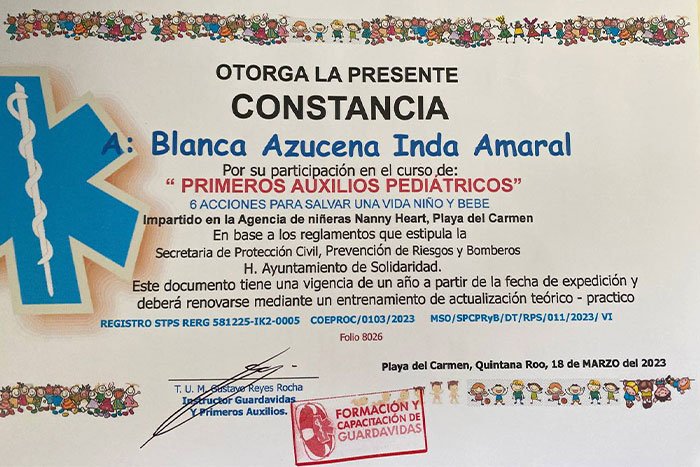 OTORGA LA PRESENTE
CONSTANCIA
A: Blanca Azucena Inda Amaral
Por su participación en el curso de:
“ PRIMEROS AUXILIOS PEDIÁTRICOS”
6 ACCIONES PARA SALVAR UNA VIDA NIÑO Y BEBE
Impartido en la Agencia de niñeras Nanny Heart, Playa del Carmen
En base a los reglamentos que estipula la
Secretaria de Protección Civil, Prevención de Riesgos y Bomberos
H. Ayuntamiento de Solidaridad.
Este documento tiene una vigencia de un año a partir de la fecha de expedición y
deberá renovarse mediante un entrenamiento de actualización teórico - practico
REGISTRO STPS RERG 581225-IK2-0005 COEPROC/0103/2023 MSO/SPCPRyB/DT/RPS/011/2023/ VI
Folio 8026
Playa del Carmen, Quintana Roo, 18 de MARZO del 2023
T. U. M. Gustavo Reyes Rocha
Instructor Guardavidas
Y Primeros Auxilios.
FORMACIÓN Y
CAPACITACIÓN DE
GUARDAVIDAS